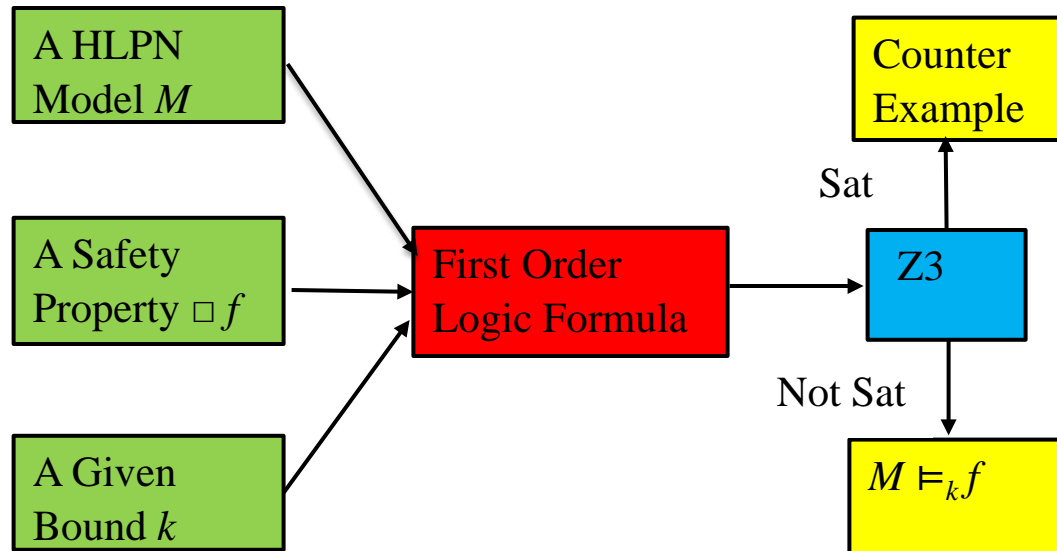 A HLPN
Model M
A Safety
Property □ f
A Given
Bound k
First Order
Logic Formula
Counter
Example
Sat
Z3
Not Sat
M ⊨ₖ f